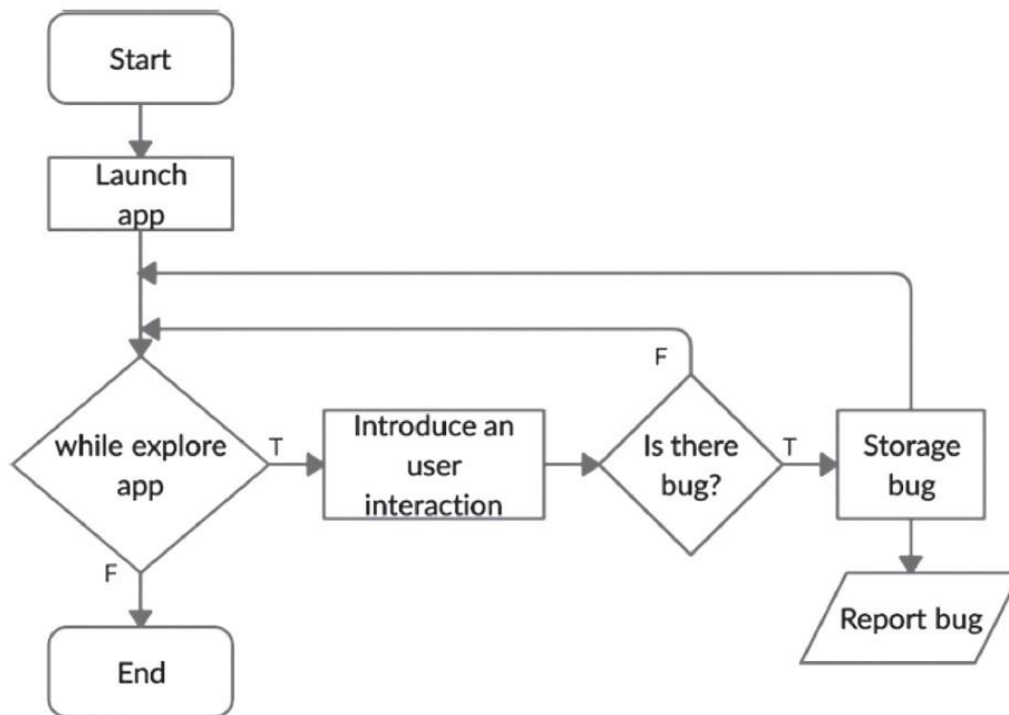 Start
Launch
app
F
while explore
app
T
Introduce an
user
interaction
Is there
bug?
T
Storage
bug
F
Report bug
End